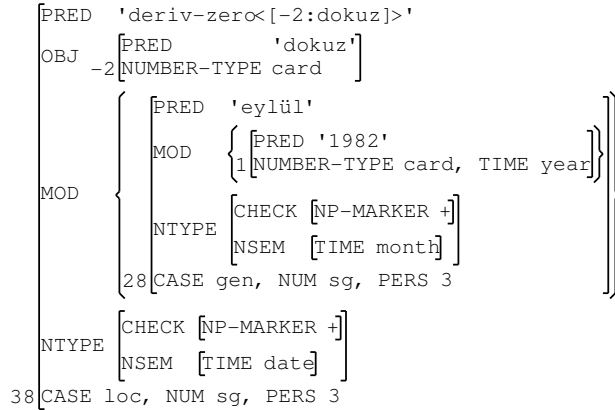 PRED 'deriv-zero<[-2:dokuz]>'
PRED 'dokuz'
OBJ
-2 NUMBER-TYPE card
PRED 'eylül'
PRED '1982'
MOD
1 NUMBER-TYPE card, TIME year
MOD
CHECK [NP-MARKER +]
NTYPE
NSEM [TIME month]
28 CASE gen, NUM sg, PERS 3
CHECK [NP-MARKER +]
NTYPE
NSEM [TIME date]
38 CASE loc, NUM sg, PERS 3